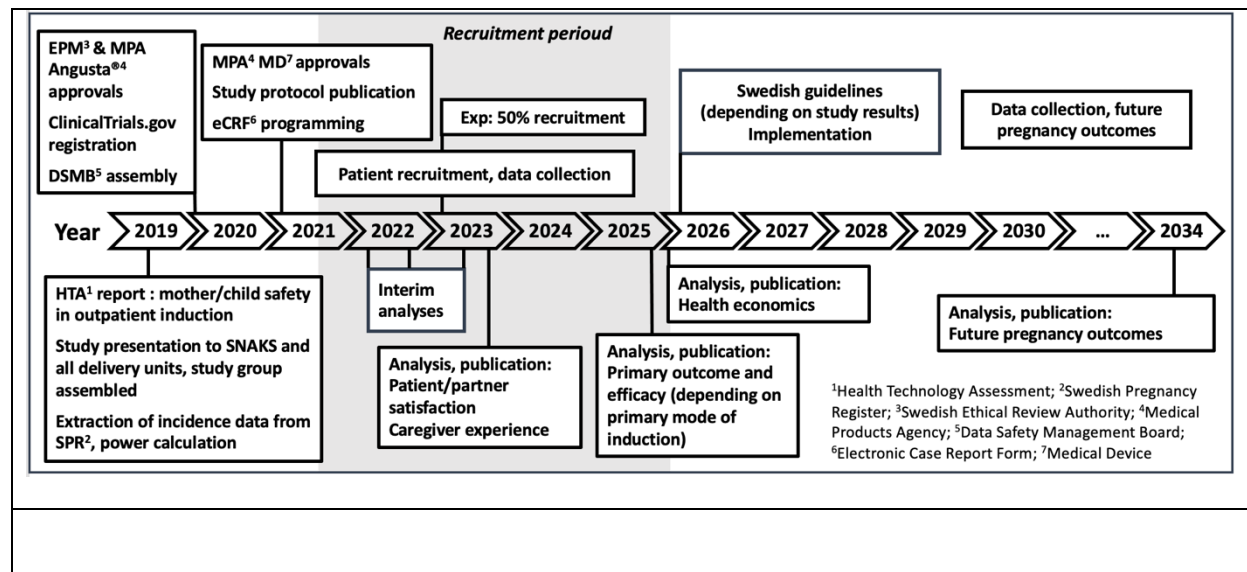 Recruitment perioud
EPM³ & MPA
Angusta®⁴
approvals
ClinicalTrials.gov
registration
DSMB⁵ assembly
MPA⁴ MD⁷ approvals
Study protocol publication
eCRF⁶ programming
Exp: 50% recruitment
Patient recruitment, data collection
Swedish guidelines
(depending on study results)
Implementation
Data collection, future
pregnancy outcomes
Year 2019 2020 2021 2022 2023 2024 2025 2026 2027 2028 2029 2030 ... 2034
HTA¹ report : mother/child safety
in outpatient induction
Study presentation to SNAKS and
all delivery units, study group
assembled
Extraction of incidence data from
SPR², power calculation
Interim
analyses
Analysis, publication:
Patient/partner
satisfaction
Caregiver experience
Analysis, publication:
Primary outcome and
efficacy (depending on
primary mode of
induction)
Analysis, publication:
Health economics
Analysis, publication:
Future pregnancy outcomes
¹Health Technology Assessment; ²Swedish Pregnancy
Register; ³Swedish Ethical Review Authority; ⁴Medical
Products Agency; ⁵Data Safety Management Board;
⁶Electronic Case Report Form; ⁷Medical Device